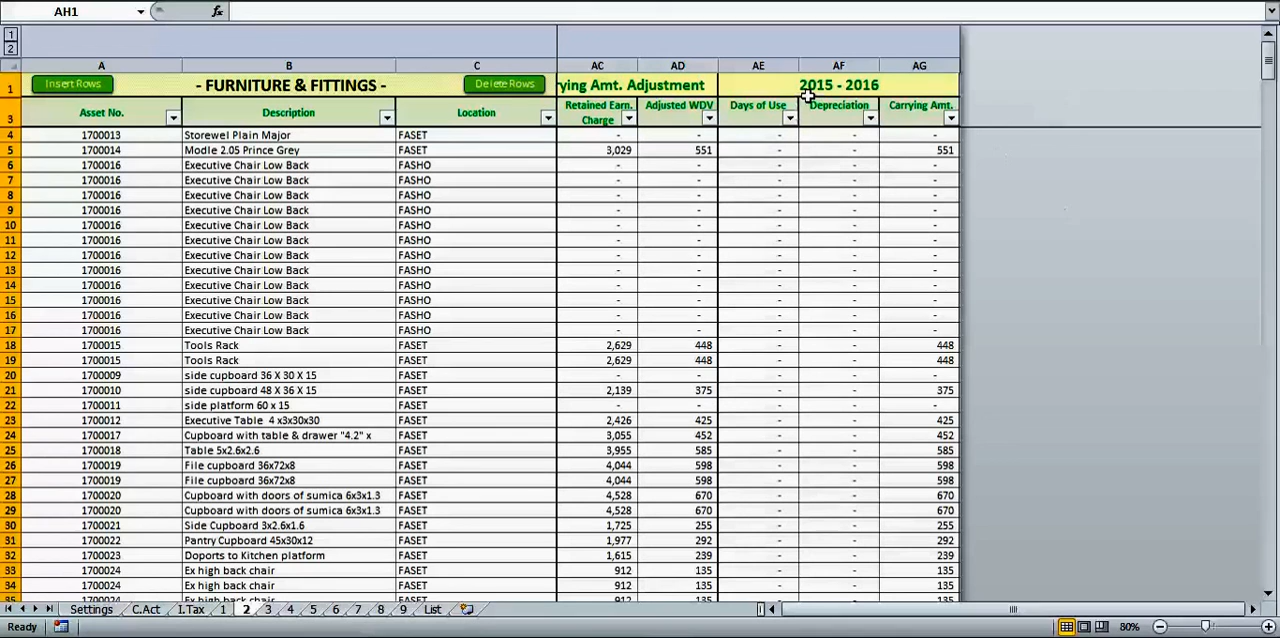 AH1 fx
1
2
A B C AC AD AE AF AG
1 Insert Rows - FURNITURE & FITTINGS - Delete Rows rying Amt. Adjustment 2015 - 2016
3 Asset No. Description Location Retained Earn. Charge Adjusted WDV Days of Use Depreciation Carrying Amt.
4 1700013 Storewel Plain Major FASET - - - - -
5 1700014 Modle 2.05 Prince Grey FASET 3,029 551 - - 551
6 1700016 Executive Chair Low Back FASHO - - - - -
7 1700016 Executive Chair Low Back FASHO - - - - -
8 1700016 Executive Chair Low Back FASHO - - - - -
9 1700016 Executive Chair Low Back FASHO - - - - -
10 1700016 Executive Chair Low Back FASHO - - - - -
11 1700016 Executive Chair Low Back FASHO - - - - -
12 1700016 Executive Chair Low Back FASHO - - - - -
13 1700016 Executive Chair Low Back FASHO - - - - -
14 1700016 Executive Chair Low Back FASHO - - - - -
15 1700016 Executive Chair Low Back FASHO - - - - -
16 1700016 Executive Chair Low Back FASHO - - - - -
17 1700016 Executive Chair Low Back FASHO - - - - -
18 1700015 Tools Rack FASET 2,629 448 - - 448
19 1700015 Tools Rack FASET 2,629 448 - - 448
20 1700009 side cupboard 36 X 30 X 15 FASET - - - - -
21 1700010 side cupboard 48 X 36 X 15 FASET 2,139 375 - - 375
22 1700011 side platform 60 x 15 FASET - - - - -
23 1700012 Executive Table 4 x3x30x30 FASET 2,426 425 - - 425
24 1700017 Cupboard with table & drawer "4.2" x FASET 3,055 452 - - 452
25 1700018 Table 5x2.6x2.6 FASET 3,955 585 - - 585
26 1700019 File cupboard 36x72x8 FASET 4,044 598 - - 598
27 1700019 File cupboard 36x72x8 FASET 4,044 598 - - 598
28 1700020 Cupboard with doors of sumica 6x3x1.3 FASET 4,528 670 - - 670
29 1700020 Cupboard with doors of sumica 6x3x1.3 FASET 4,528 670 - - 670
30 1700021 Side Cupboard 3x2.6x1.6 FASET 1,725 255 - - 255
31 1700022 Pantry Cupboard 45x30x12 FASET 1,977 292 - - 292
32 1700023 Doports to Kitchen platform FASET 1,615 239 - - 239
33 1700024 Ex high back chair FASET 912 135 - - 135
34 1700024 Ex high back chair FASET 912 135 - - 135
35 1700024 Ex high back chair FASET 912 135 - - 135
Settings C.Act I.Tax 1 2 3 4 5 6 7 8 9 List
Ready 80%